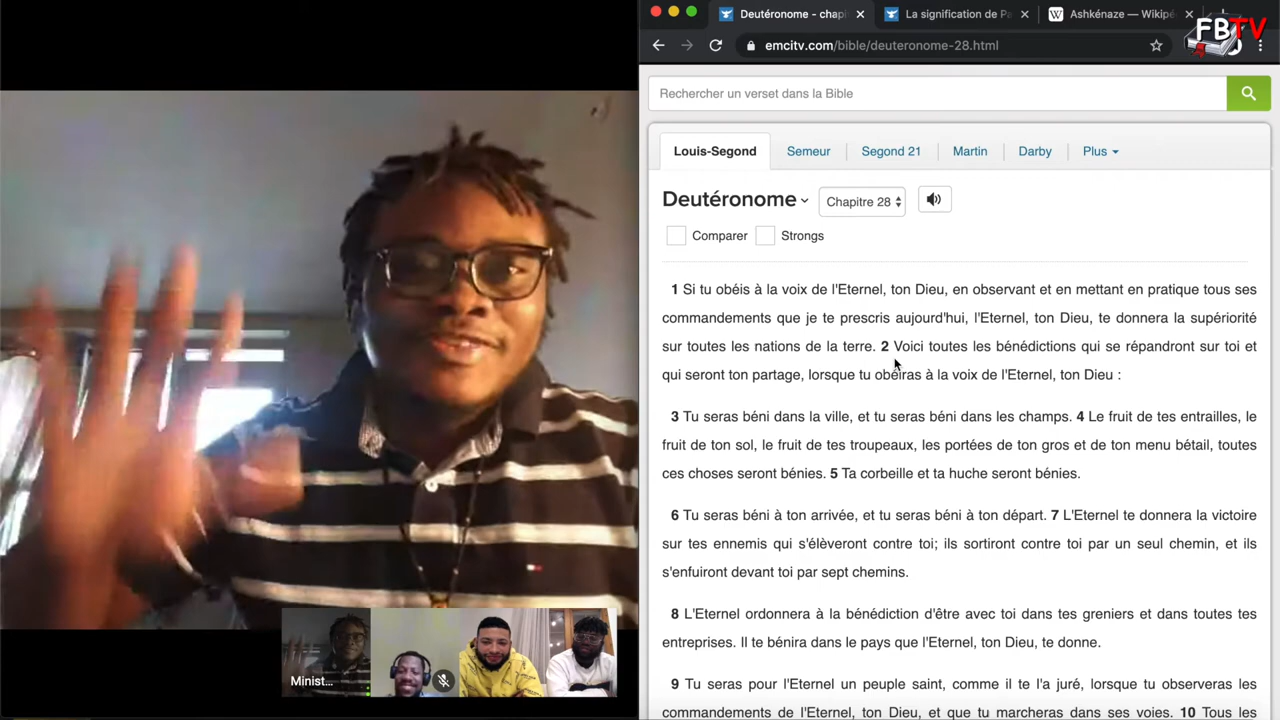 Deutéronome - chapi
La signification de Pa
Ashkénaze — Wikipé
FBTV
emcitv.com/bible/deuteronome-28.html
Rechercher un verset dans la Bible
Louis-Segond
Semeur
Segond 21
Martin
Darby
Plus
Deutéronome
Chapitre 28
Comparer
Strongs
1 Si tu obéis à la voix de l'Eternel, ton Dieu, en observant et en mettant en pratique tous ses
commandements que je te prescris aujourd'hui, l'Eternel, ton Dieu, te donnera la supériorité
sur toutes les nations de la terre. 2 Voici toutes les bénédictions qui se répandront sur toi et
qui seront ton partage, lorsque tu obéiras à la voix de l'Eternel, ton Dieu :
3 Tu seras béni dans la ville, et tu seras béni dans les champs. 4 Le fruit de tes entrailles, le
fruit de ton sol, le fruit de tes troupeaux, les portées de ton gros et de ton menu bétail, toutes
ces choses seront bénies. 5 Ta corbeille et ta huche seront bénies.
6 Tu seras béni à ton arrivée, et tu seras béni à ton départ. 7 L'Eternel te donnera la victoire
sur tes ennemis qui s'élèveront contre toi; ils sortiront contre toi par un seul chemin, et ils
s'enfuiront devant toi par sept chemins.
8 L'Eternel ordonnera à la bénédiction d'être avec toi dans tes greniers et dans toutes tes
entreprises. Il te bénira dans le pays que l'Eternel, ton Dieu, te donne.
9 Tu seras pour l'Eternel un peuple saint, comme il te l'a juré, lorsque tu observeras les
commandements de l'Eternel, ton Dieu, et que tu marcheras dans ses voies. 10 Tous les
Minist...